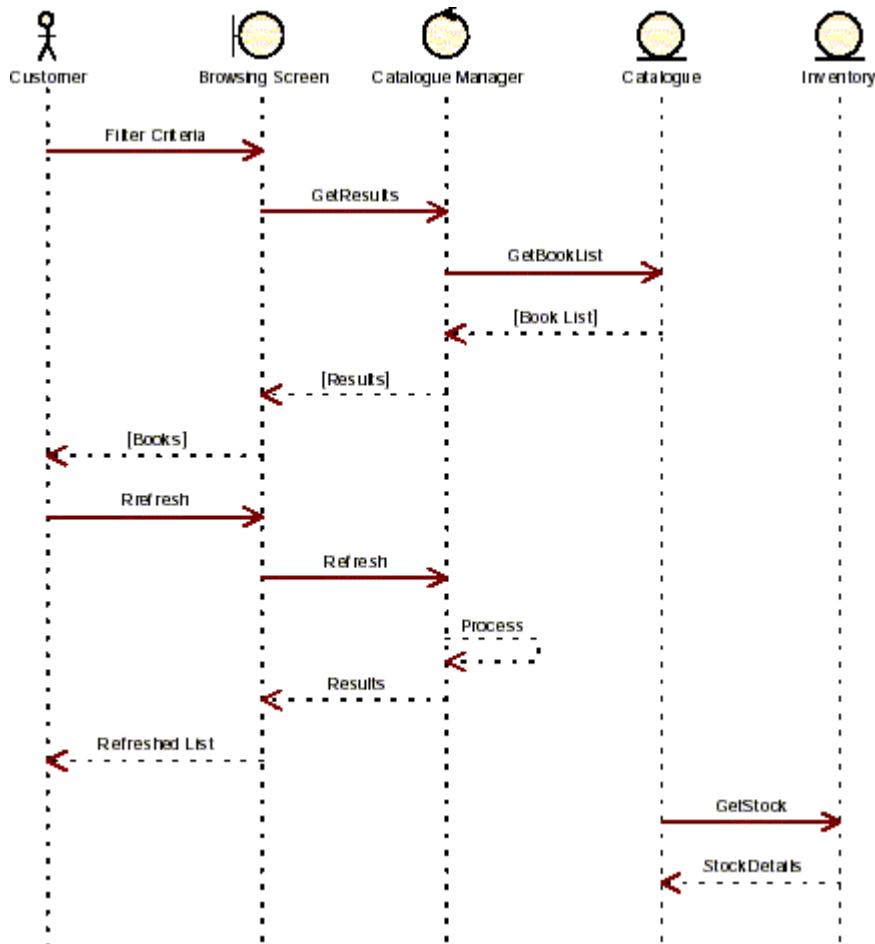 Customer
Browsing Screen
Catalogue Manager
Catalogue
Inventory
Filter Criteria
GetResults
GetBookList
[Book List]
[Results]
[Books]
Rrefresh
Refresh
Process
Results
Refreshed List
GetStock
StockDetails